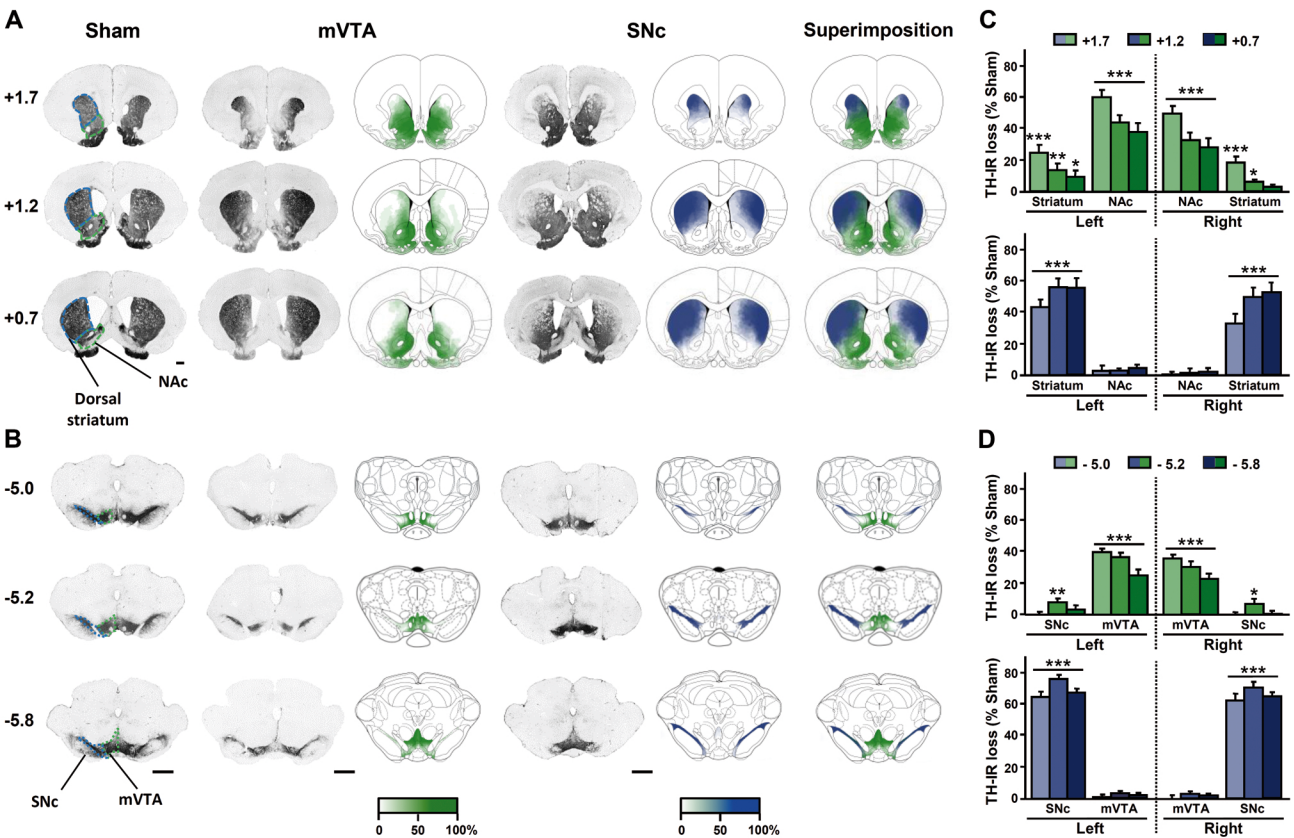 A
Sham
mVTA
SNc
Superimposition
+1.7
+1.2
+0.7
NAc
Dorsal
striatum
B
-5.0
-5.2
-5.8
SNc
mVTA
0
50
100%
0
50
100%
C
+1.7
+1.2
+0.7
TH-IR loss (% Sham)
80
60
40
20
0
***
**
*
***
***
***
*
Striatum
NAc
NAc
Striatum
Left
Right
TH-IR loss (% Sham)
80
60
40
20
0
***
***
Striatum
NAc
NAc
Striatum
Left
Right
D
- 5.0
- 5.2
- 5.8
TH-IR loss (% Sham)
80
60
40
20
0
**
***
***
*
SNc
mVTA
mVTA
SNc
Left
Right
TH-IR loss (% Sham)
80
60
40
20
0
***
***
SNc
mVTA
mVTA
SNc
Left
Right